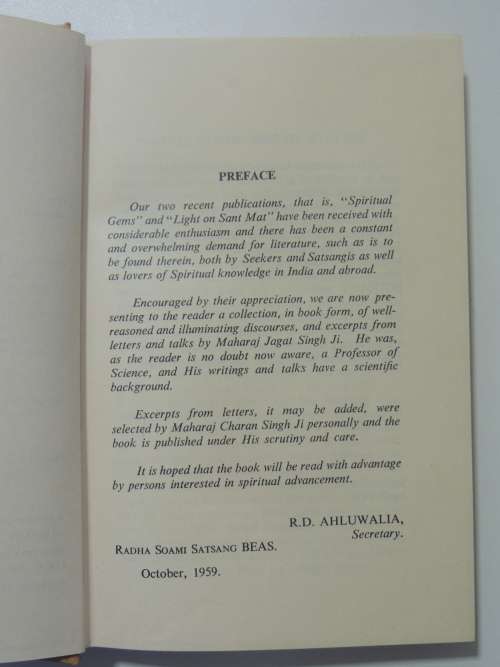 PREFACE
Our two recent publications, that is, "Spiritual
Gems" and "Light on Sant Mat" have been received with
considerable enthusiasm and there has been a constant
and overwhelming demand for literature, such as is to
be found therein, both by Seekers and Satsangis as well
as lovers of Spiritual knowledge in India and abroad.
Encouraged by their appreciation, we are now pre-
senting to the reader a collection, in book form, of well-
reasoned and illuminating discourses, and excerpts from
letters and talks by Maharaj Jagat Singh Ji. He was,
as the reader is no doubt now aware, a Professor of
Science, and His writings and talks have a scientific
background.
Excerpts from letters, it may be added, were
selected by Maharaj Charan Singh Ji personally and the
book is published under His scrutiny and care.
It is hoped that the book will be read with advantage
by persons interested in spiritual advancement.
R.D. AHLUWALIA,
Secretary.
RADHA SOAMI SATSANG BEAS.
October, 1959.